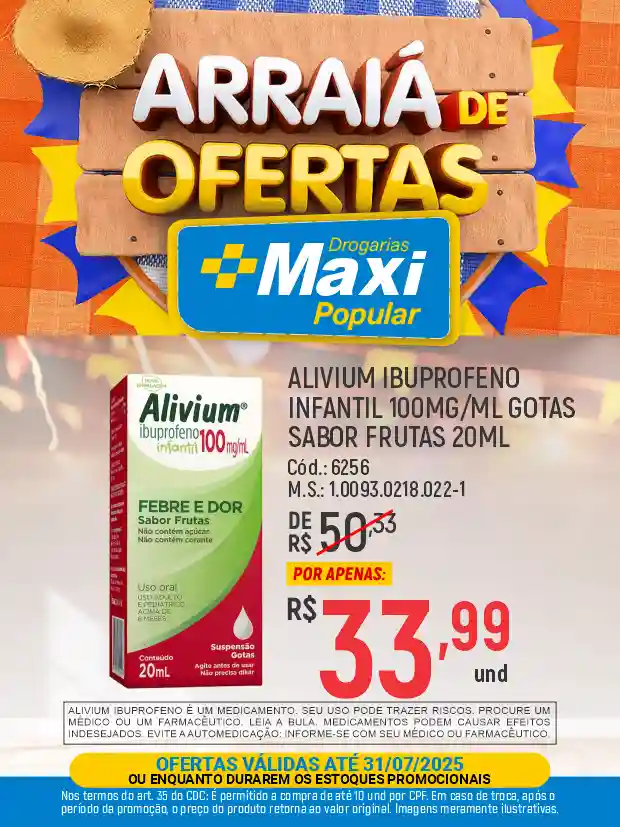 ARRAIÁ DE
OFERTAS
Drogarias
Maxi
Popular
ALIVIUM IBUPROFENO
INFANTIL 100MG/ML GOTAS
SABOR FRUTAS 20ML
Cód.: 6256
M.S.: 1.0093.0218.022-1
DE
R$ 50,33
POR APENAS:
R$ 33,99
und
Alivium®
ibuprofeno 100 mg/mL
infantil
FEBRE E DOR
Sabor Frutas
Não contém açúcar
Não contém corante
Uso oral
USO ADULTO
E PEDIÁTRICO
ACIMA DE
6 MESES
Suspensão
Gotas
Conteúdo
20mL
Agite antes de usar
Não precisa diluir
ALIVIUM IBUPROFENO É UM MEDICAMENTO. SEU USO PODE TRAZER RISCOS. PROCURE UM
MÉDICO OU UM FARMACÊUTICO. LEIA A BULA. MEDICAMENTOS PODEM CAUSAR EFEITOS
INDESEJADOS. EVITE A AUTOMEDICAÇÃO: INFORME-SE COM SEU MÉDICO OU FARMACÊUTICO.
OFERTAS VÁLIDAS ATÉ 31/07/2025
OU ENQUANTO DURAREM OS ESTOQUES PROMOCIONAIS
Nos termos do art. 35 do CDC: É permitido a compra de até 10 und por CPF. Em caso de troca, após o
período da promoção, o preço do produto retorna ao valor original. Imagens meramente ilustrativas.